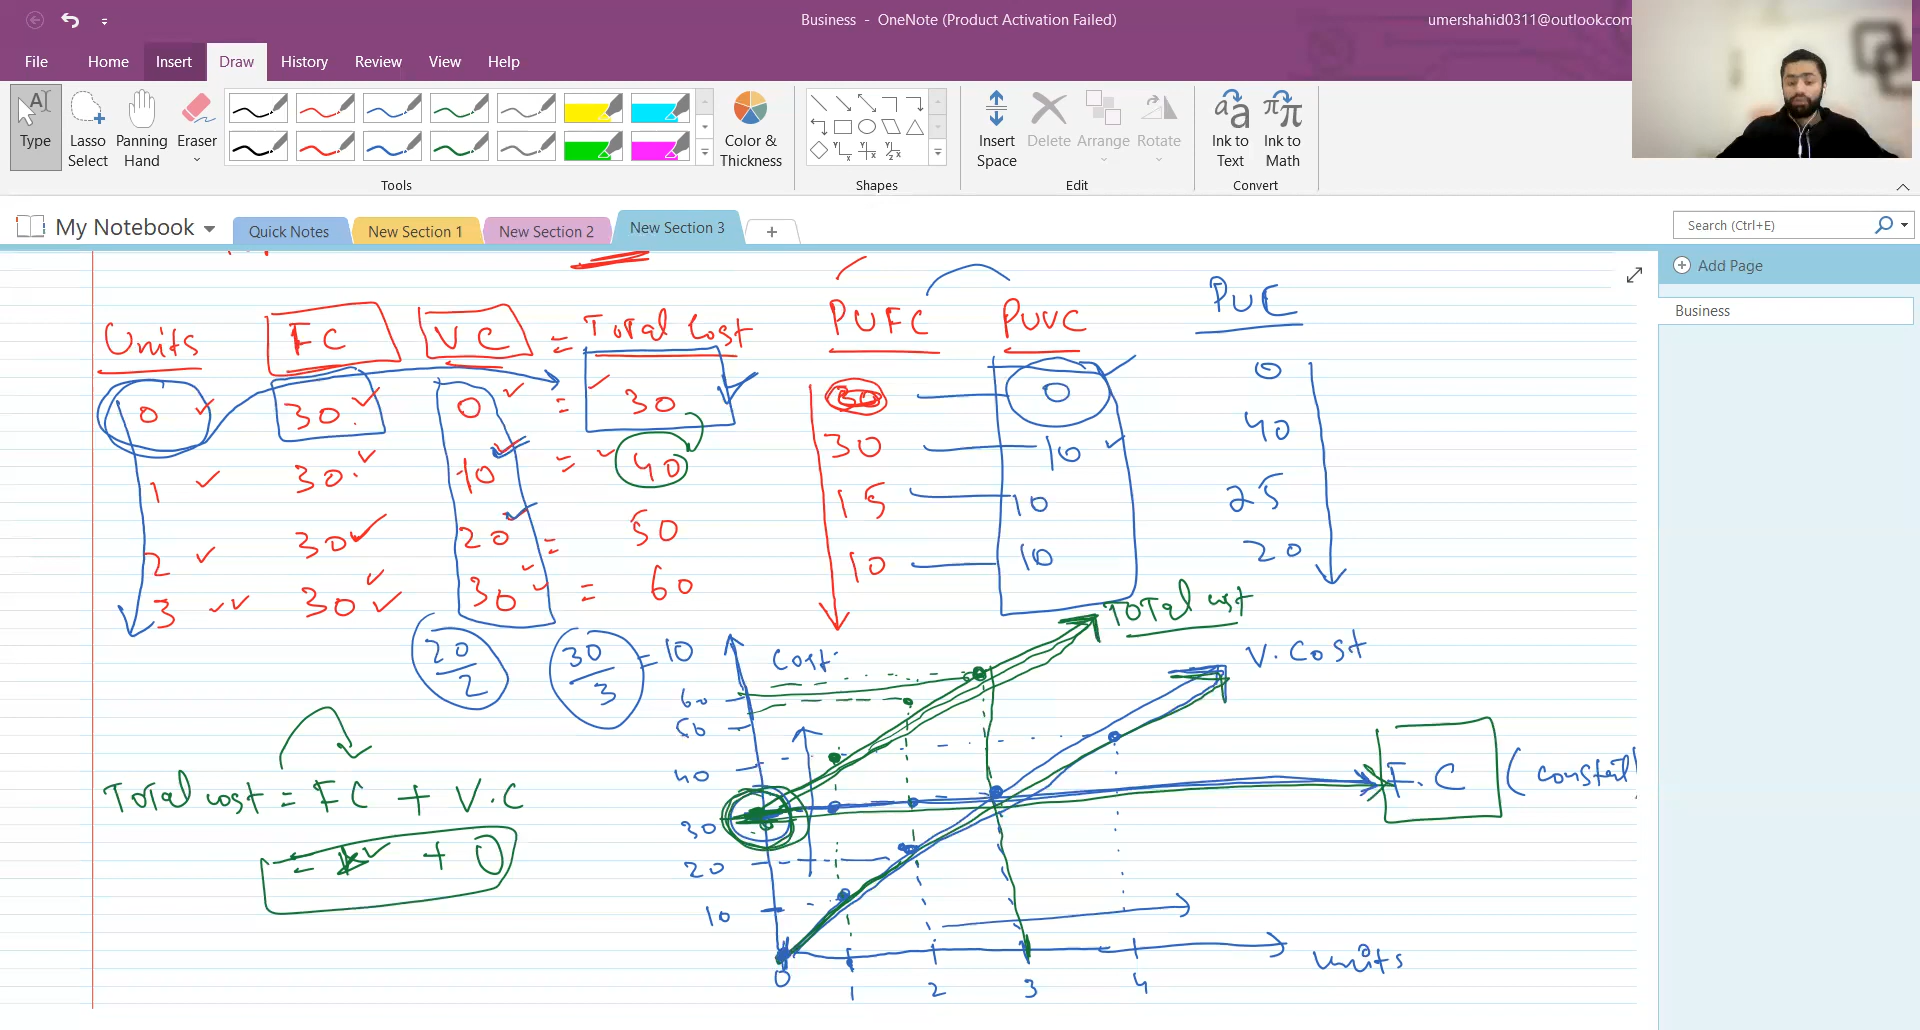 Business - OneNote (Product Activation Failed)
umershahid0311@outlook.com
File Home Insert Draw History Review View Help
Type Lasso Select Panning Hand Eraser Color & Thickness Insert Space Delete Arrange Rotate Ink to Text Ink to Math
Tools Shapes Edit Convert
My Notebook Quick Notes New Section 1 New Section 2 New Section 3 Search (Ctrl+E)
Add Page
Business
Units FC VC = Total Cost PUFC PUVC PUC
0 30 0 = 30 30 0 0
1 30 10 = 40 30 10 40
2 30 20 = 50 15 10 25
3 30 30 = 60 10 10 20
20/2 30/3 = 10
Total cost = FC + V.C
= + 0
Cost
Total cost
V. Cost
F.C
60
50
40
30
20
10
0 1 2 3 4
units